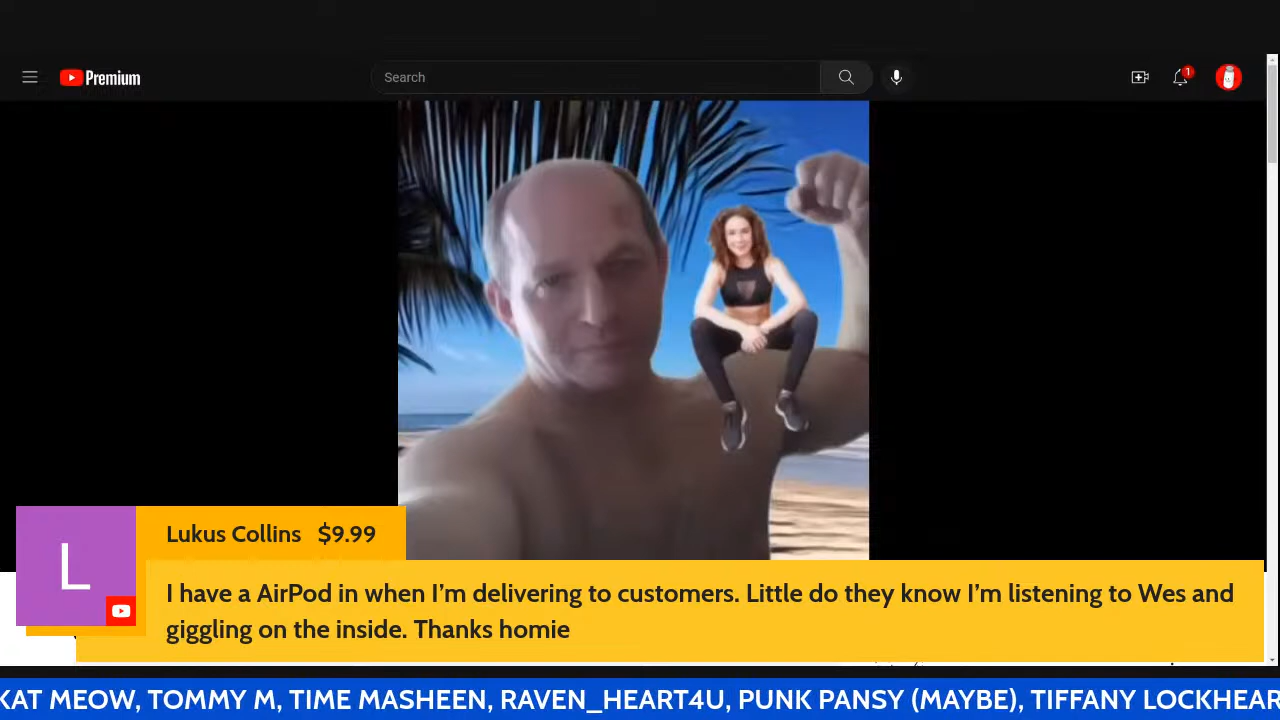 Premium
Search
1
L
Lukus Collins $9.99
I have a AirPod in when I’m delivering to customers. Little do they know I’m listening to Wes and
giggling on the inside. Thanks homie
KAT MEOW, TOMMY M, TIME MASHEEN, RAVEN_HEART4U, PUNK PANSY (MAYBE), TIFFANY LOCKHEAR